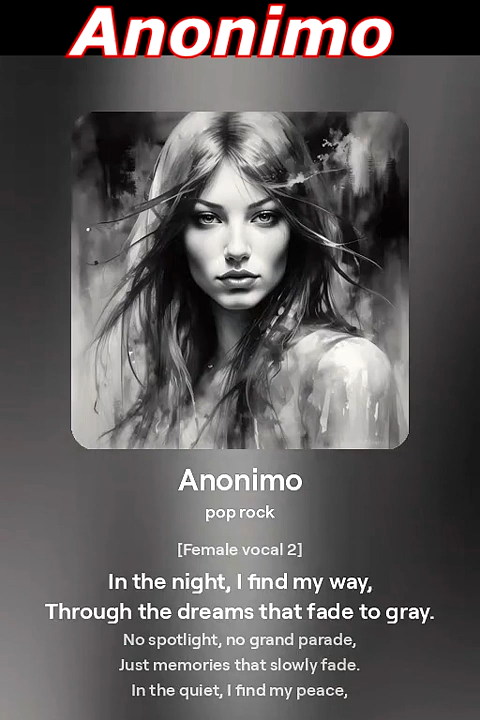 Anonimo
Anonimo
pop rock
[Female vocal 2]
In the night, I find my way,
Through the dreams that fade to gray.
No spotlight, no grand parade,
Just memories that slowly fade.
In the quiet, I find my peace,